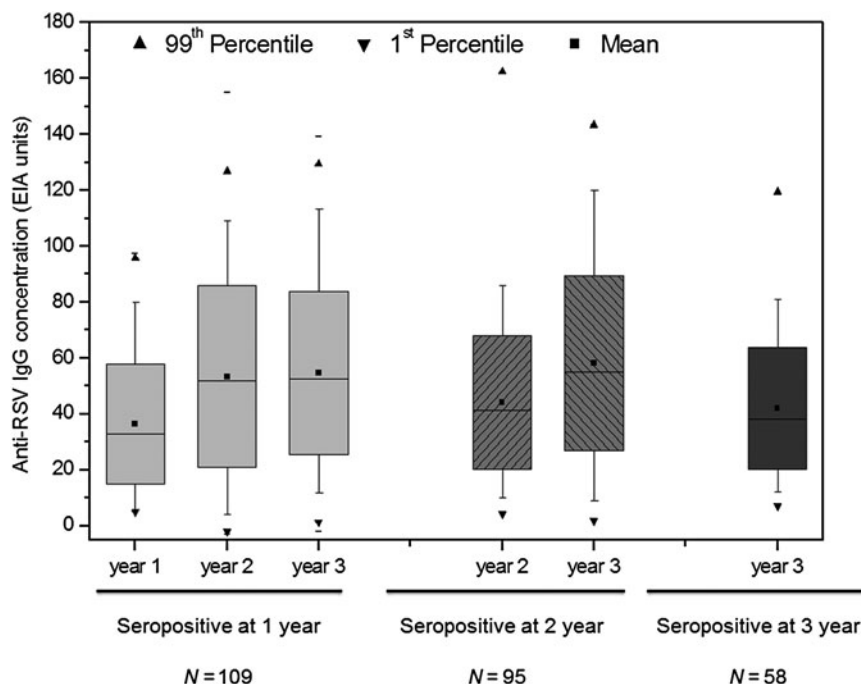 180
▲ 99th Percentile ▼ 1st Percentile ■ Mean
160
140
120
100
80
60
40
20
0
Anti-RSV IgG concentration (EIA units)
year 1 year 2 year 3 year 2 year 3 year 3
Seropositive at 1 year Seropositive at 2 year Seropositive at 3 year
N = 109 N = 95 N = 58